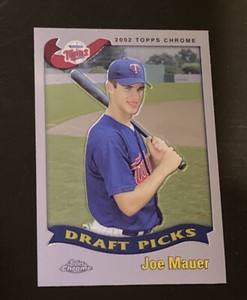 2002 TOPPS CHROME
Twins
DRAFT PICKS
Topps Chrome
Joe Mauer